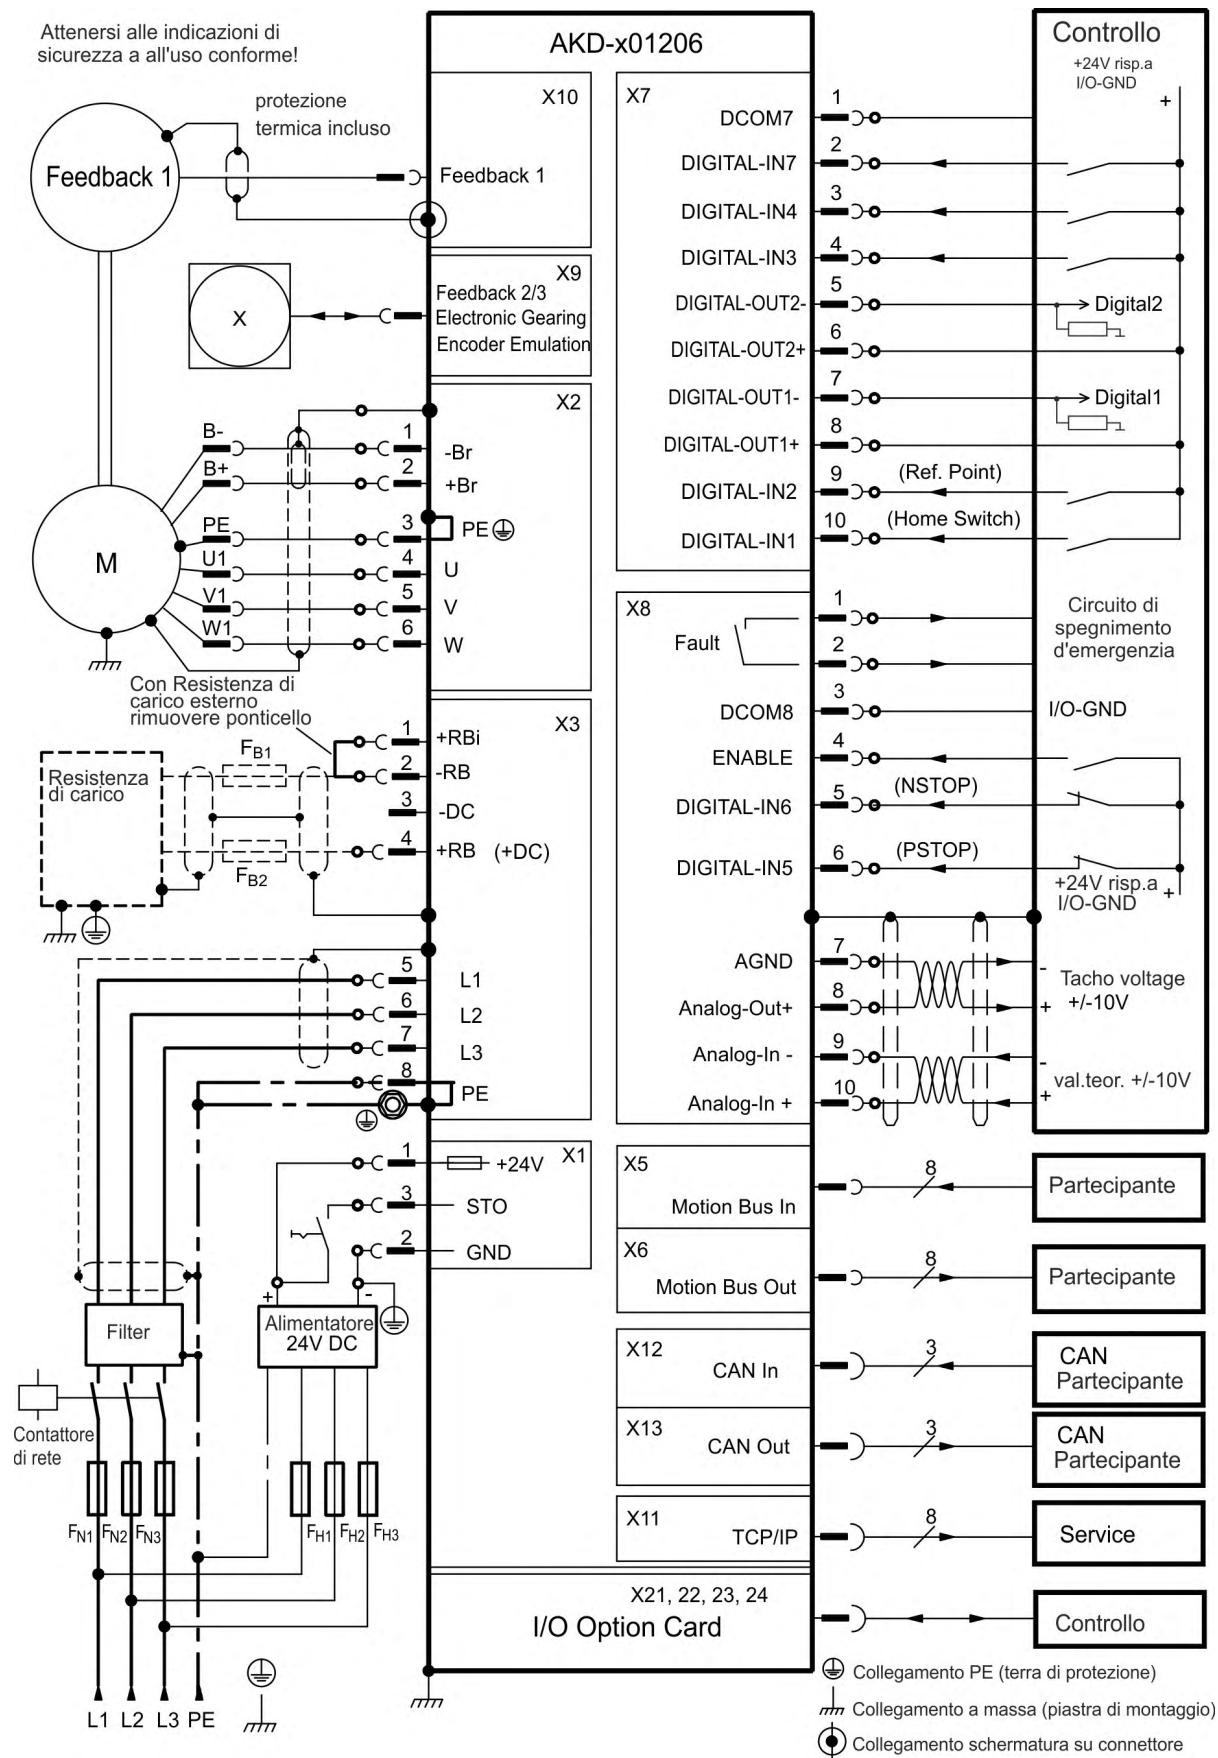 Attenersi alle indicazioni di
sicurezza a all'uso conforme!
AKD-x01206
Controllo
+24V risp.a
I/O-GND
+
protezione
termica incluso
Feedback 1
X10
Feedback 1
X9
Feedback 2/3
Electronic Gearing
Encoder Emulation
X
X2
B-
1
-Br
B+
2
+Br
PE
3
PE
U1
4
U
V1
5
V
W1
6
W
M
Con Resistenza di
carico esterno
rimuovere ponticello
X3
1
+RBi
2
-RB
3
-DC
4
+RB (+DC)
FB1
FB2
Resistenza
di carico
5
L1
6
L2
7
L3
8
PE
X1
1
+24V
3
STO
2
GND
+
-
Alimentatore
24V DC
Filter
Contattore
di rete
FN1
FN2
FN3
FH1
FH2
FH3
L1
L2
L3
PE
X7
1
DCOM7
2
DIGITAL-IN7
3
DIGITAL-IN4
4
DIGITAL-IN3
5
DIGITAL-OUT2-
Digital2
6
DIGITAL-OUT2+
7
DIGITAL-OUT1-
Digital1
8
DIGITAL-OUT1+
9
DIGITAL-IN2
(Ref. Point)
10
DIGITAL-IN1
(Home Switch)
X8
Fault
1
2
Circuito di
spegnimento
d'emergenzia
3
DCOM8
I/O-GND
4
ENABLE
5
DIGITAL-IN6
(NSTOP)
6
DIGITAL-IN5
(PSTOP)
+24V risp.a
I/O-GND
+
7
AGND
-
8
Analog-Out+
+
Tacho voltage
+/-10V
9
Analog-In -
-
10
Analog-In +
+
val.teor. +/-10V
X5
Motion Bus In
8
Partecipante
X6
Motion Bus Out
8
Partecipante
X12
CAN In
3
CAN
Partecipante
X13
CAN Out
3
CAN
Partecipante
X11
TCP/IP
8
Service
X21, 22, 23, 24
I/O Option Card
Controllo
Collegamento PE (terra di protezione)
Collegamento a massa (piastra di montaggio)
Collegamento schermatura su connettore